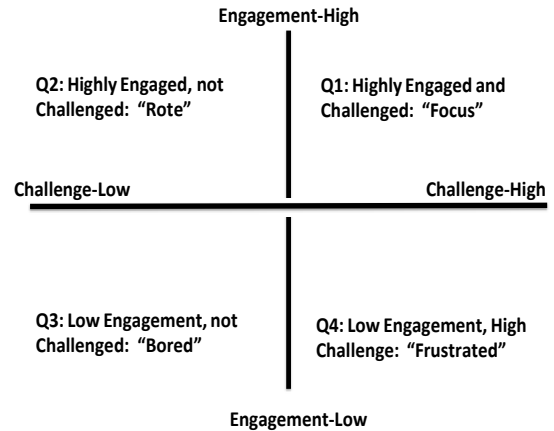 Engagement-High
Q2: Highly Engaged, not
Challenged: "Rote"
Q1: Highly Engaged and
Challenged: "Focus"
Challenge-Low
Challenge-High
Q3: Low Engagement, not
Challenged: "Bored"
Q4: Low Engagement, High
Challenge: "Frustrated"
Engagement-Low